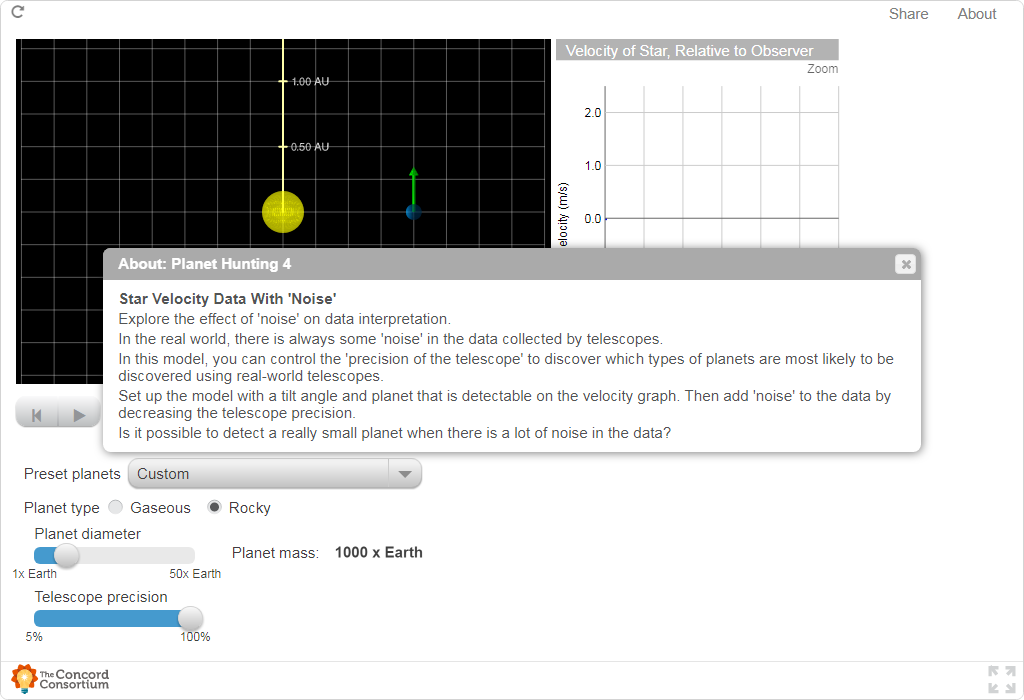 Share About
Velocity of Star, Relative to Observer
Zoom
1.00 AU
0.50 AU
2.0
1.0
0.0
elocity (m/s)
About: Planet Hunting 4
Star Velocity Data With 'Noise'
Explore the effect of 'noise' on data interpretation.
In the real world, there is always some 'noise' in the data collected by telescopes.
In this model, you can control the 'precision of the telescope' to discover which types of planets are most likely to be
discovered using real-world telescopes.
Set up the model with a tilt angle and planet that is detectable on the velocity graph. Then add 'noise' to the data by
decreasing the telescope precision.
Is it possible to detect a really small planet when there is a lot of noise in the data?
Preset planets Custom
Planet type Gaseous Rocky
Planet diameter
1x Earth 50x Earth
Planet mass: 1000 x Earth
Telescope precision
5% 100%
The Concord
Consortium